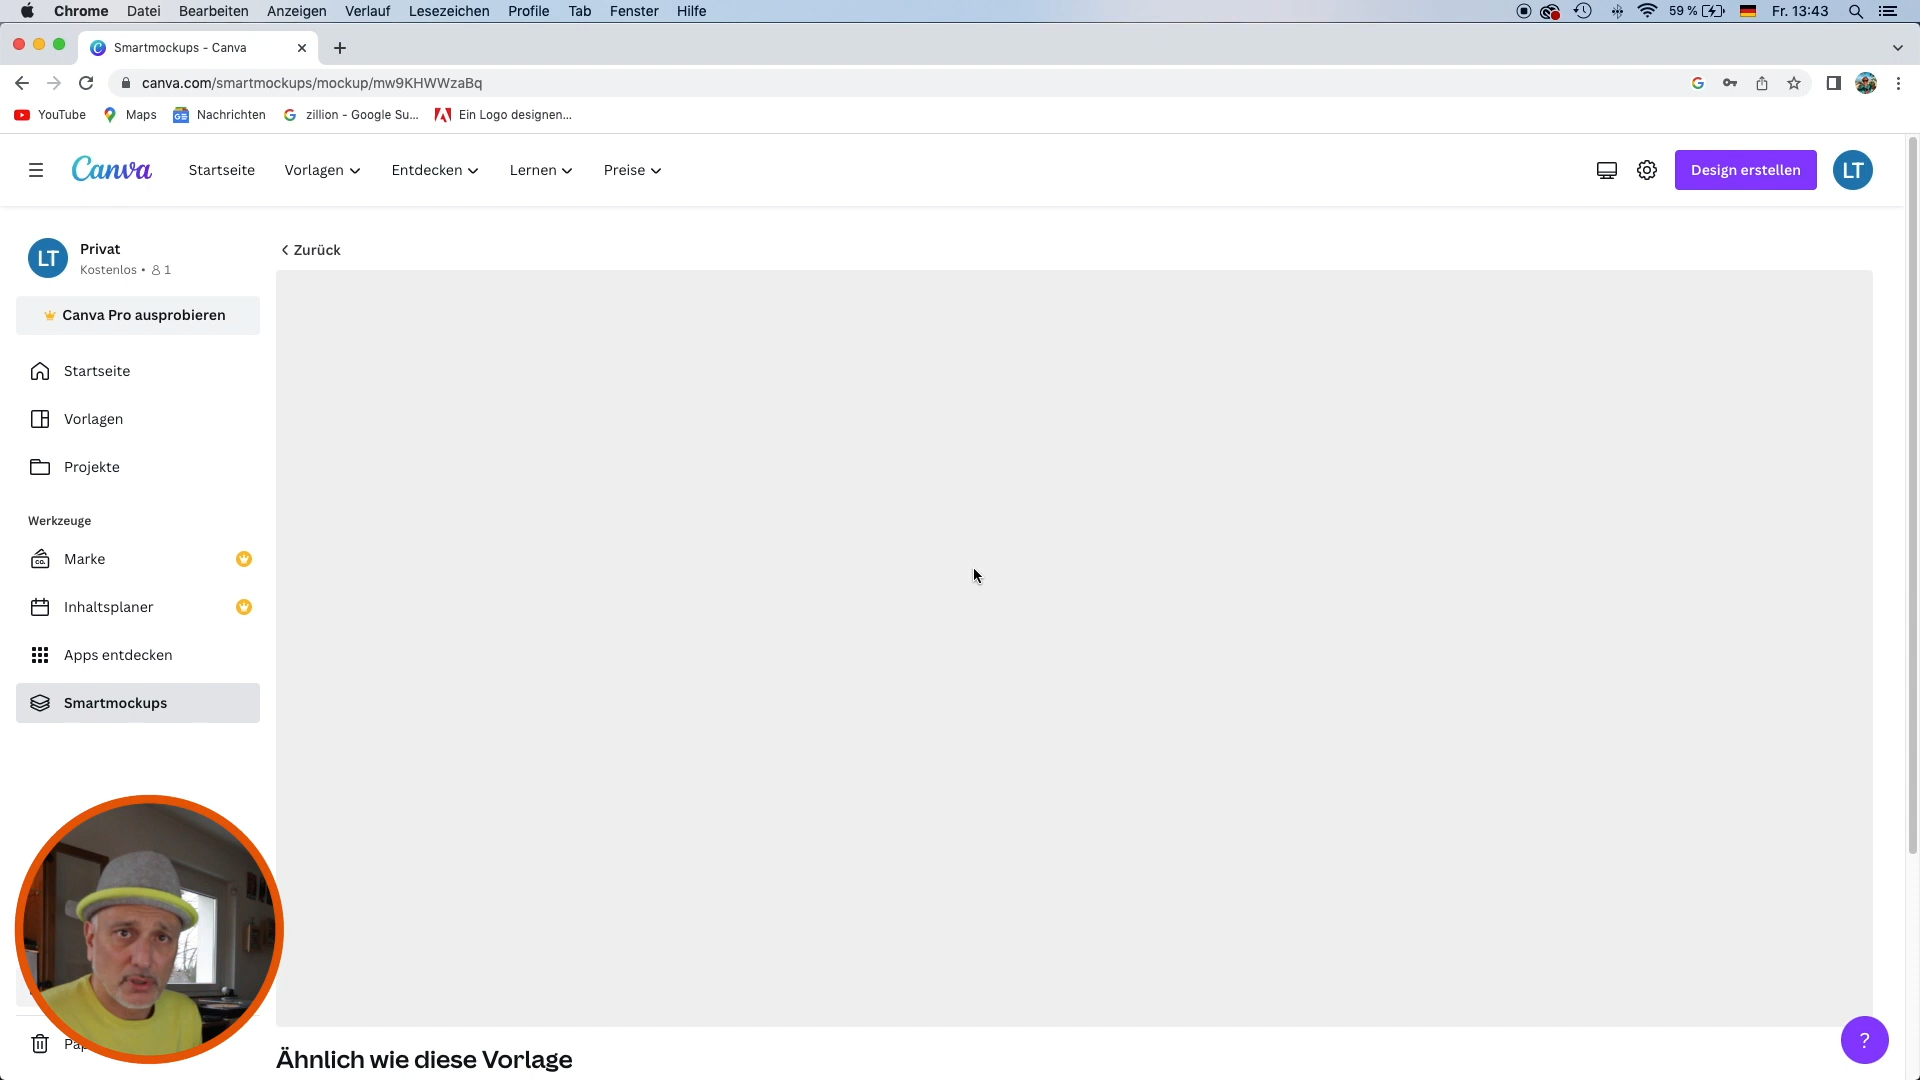 Chrome Datei Bearbeiten Anzeigen Verlauf Lesezeichen Profile Tab Fenster Hilfe 59 % Fr. 13:43
Smartmockups - Canva
canva.com/smartmockups/mockup/mw9KHWWzaBq
YouTube Maps Nachrichten zillion - Google Su... Ein Logo designen...
Canva Startseite Vorlagen Entdecken Lernen Preise Design erstellen LT
LT Privat
Kostenlos • 1
Zurück
Canva Pro ausprobieren
Startseite
Vorlagen
Projekte
Werkzeuge
Marke
Inhaltsplaner
Apps entdecken
Smartmockups
Ähnlich wie diese Vorlage
?